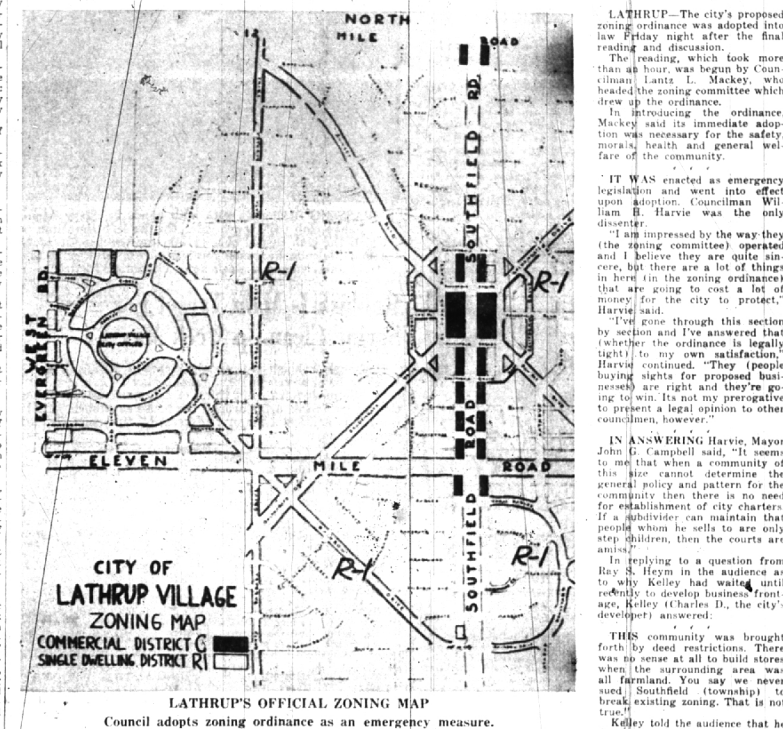 NORTH
12 MILE ROAD
SOUTHFIELD RD.
R-1
R-1
WEST
EVERGREEN RD.
ELEVEN MILE ROAD
ROAD
SOUTHFIELD
R-1
R-1
CITY OF
LATHRUP VILLAGE
ZONING MAP
COMMERCIAL DISTRICT C
SINGLE DWELLING DISTRICT R1
LATHRUP'S OFFICIAL ZONING MAP
Council adopts zoning ordinance as an emergency measure.
LATHRUP—The city's proposed
zoning ordinance was adopted into
law Friday night after the final
reading and discussion.
The reading, which took more
than an hour, was begun by Coun-
cilman Lantz L. Mackey, who
headed the zoning committee which
drew up the ordinance.
In introducing the ordinance,
Mackey said its immediate adop-
tion was necessary for the safety,
morals, health and general wel-
fare of the community.
IT WAS enacted as emergency
legislation and went into effect
upon adoption. Councilman Wil-
liam H. Harvie was the only
dissenter.
"I am impressed by the way they
(the zoning committee) operated
and I believe they are quite sin-
cere, but there are a lot of things
in here (in the zoning ordinance)
that are going to cost a lot of
money for the city to protect,"
Harvie said.
"I've gone through this section
by section and I've answered that
(whether the ordinance is legally
tight) to my own satisfaction,"
Harvie continued. "They (people
buying sights for proposed busi-
nesses) are right and they're go-
ing to win. Its not my prerogative
to present a legal opinion to other
councilmen, however."
IN ANSWERING Harvie, Mayor
John G. Campbell said, "It seems
to me that when a community of
this size cannot determine the
general policy and pattern for the
community then there is no need
for establishment of city charters.
If a subdivider can maintain that
people whom he sells to are only
step children, then the courts are
amiss."
In replying to a question from
Ray S. Heym in the audience as
to why Kelley had waited until
recently to develop business front-
age, Kelley (Charles D., the city's
developer) answered:
THIS community was brought
forth by deed restrictions. There
was no sense at all to build stores
when the surrounding area was
all farmland. You say we never
sued Southfield (township) to
break existing zoning. That is not
true."
Kelley told the audience that he